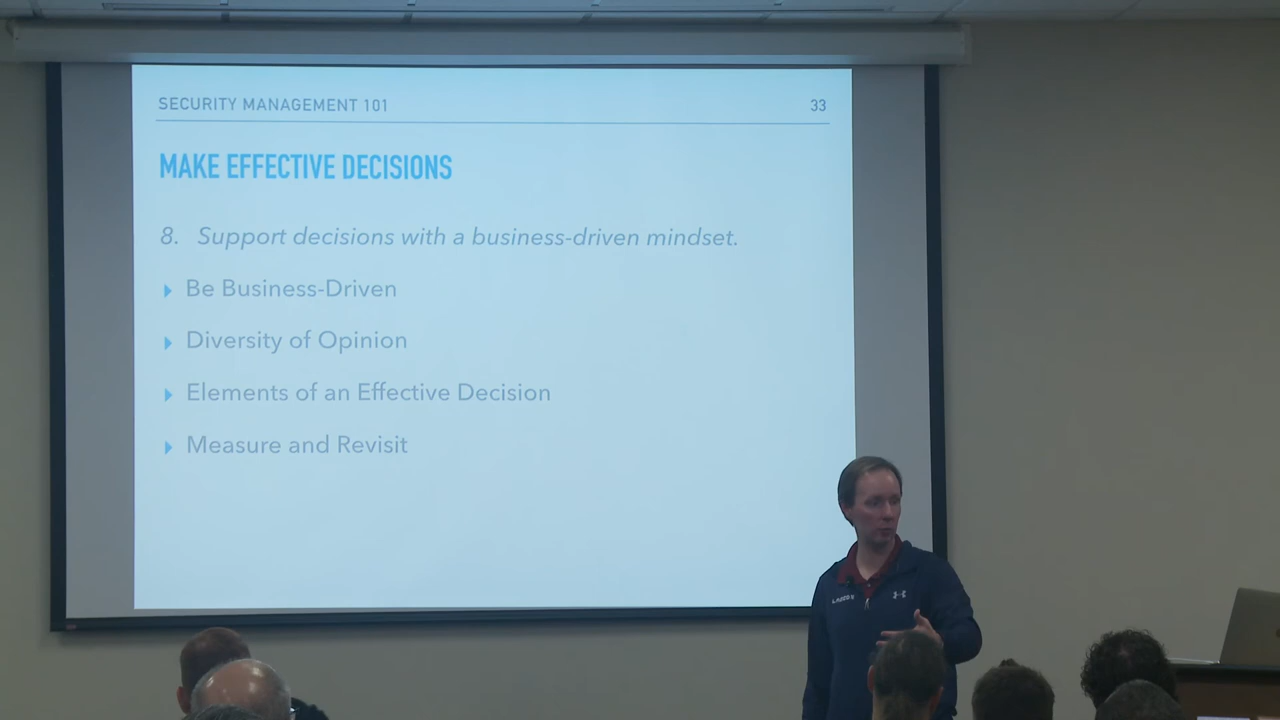 SECURITY MANAGEMENT 101
33
MAKE EFFECTIVE DECISIONS
8. Support decisions with a business-driven mindset.
Be Business-Driven
Diversity of Opinion
Elements of an Effective Decision
Measure and Revisit